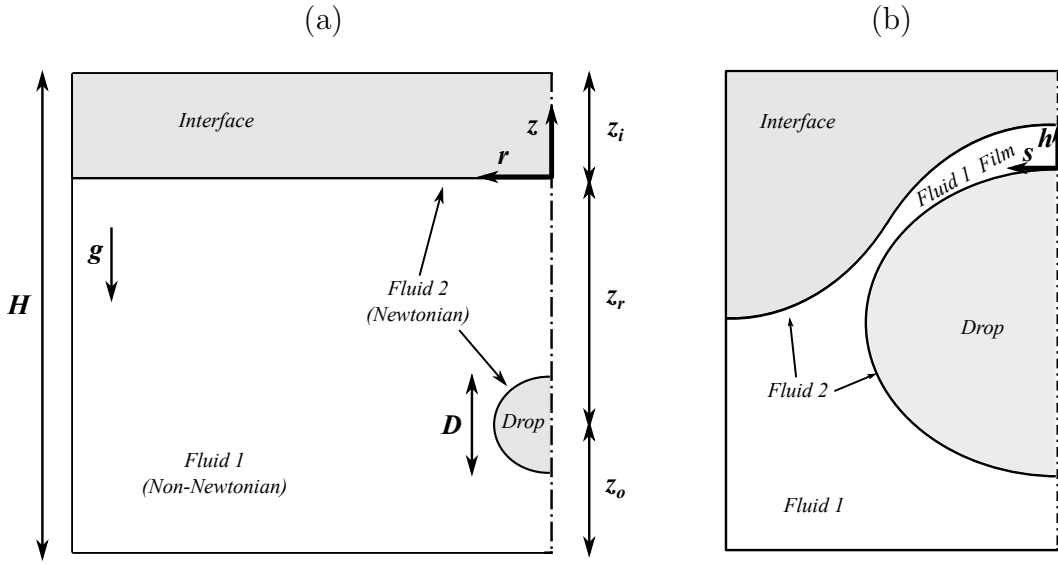 (a)
(b)
Interface
z
r
z_i
g
H
Fluid 2
(Newtonian)
z_r
D
Drop
Fluid 1
(Non-Newtonian)
z_o
Interface
h
s
Fluid 1 Film
Drop
Fluid 2
Fluid 1